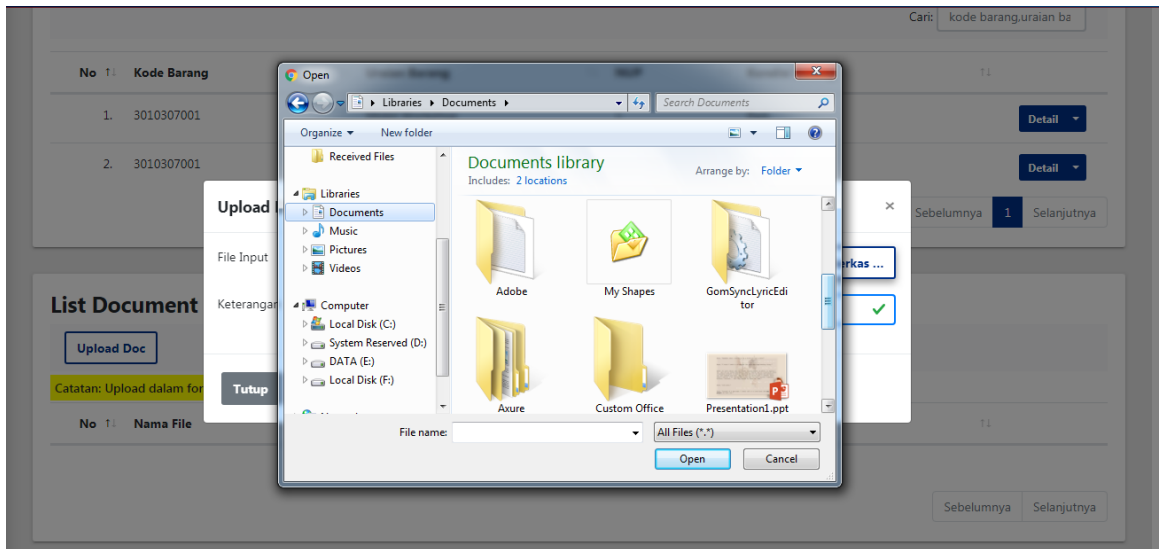 Cari: kode barang,uraian ba
No Kode Barang
1. 3010307001 Detail
2. 3010307001 Detail
Sebelumnya 1 Selanjutnya
Upload
File Input erkas ...
Keterangan
Tutup
List Document
Upload Doc
Catatan: Upload dalam for
No Nama File
Sebelumnya Selanjutnya
Open
Libraries Documents
Search Documents
Organize New folder
Received Files
Libraries
Documents
Music
Pictures
Videos
Computer
Local Disk (C:)
System Reserved (D:)
DATA (E:)
Local Disk (F:)
Documents library
Includes: 2 locations
Arrange by: Folder
Adobe
My Shapes
GomSyncLyricEdi
tor
Axure
Custom Office
Presentation1.ppt
File name:
All Files (*.*)
Open Cancel